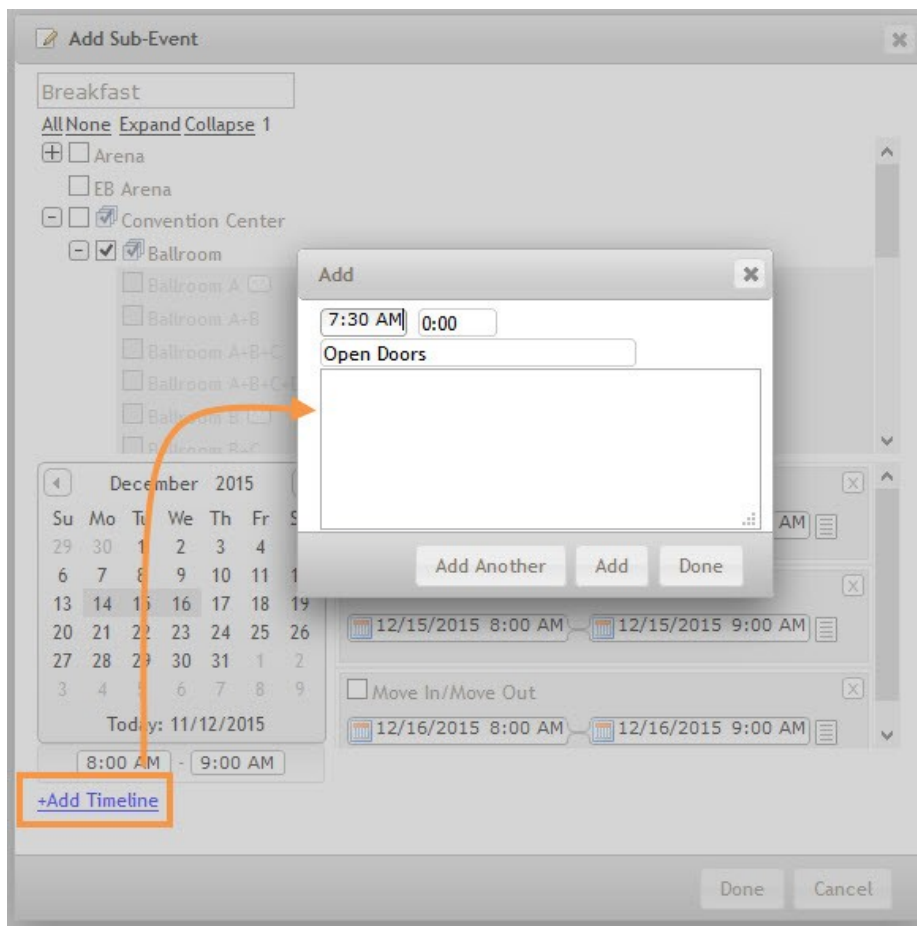 Add Sub-Event
Breakfast
All None Expand Collapse 1
Arena
EB Arena
Convention Center
Ballroom
Ballroom A
Ballroom A+B
Ballroom A+B+C
Ballroom A+B+C+D
Ballroom B
Ballroom B+C
Add
7:30 AM 0:00
Open Doors
Add Another Add Done
December 2015
Su Mo Tu We Th Fr S
29 30 1 2 3 4
6 7 8 9 10 11 1
13 14 15 16 17 18 19
20 21 22 23 24 25 26
27 28 29 30 31 1 2
3 4 5 6 7 8 9
Today: 11/12/2015
8:00 AM - 9:00 AM
+Add Timeline
AM
12/15/2015 8:00 AM 12/15/2015 9:00 AM
Move In/Move Out
12/16/2015 8:00 AM 12/16/2015 9:00 AM
Done Cancel